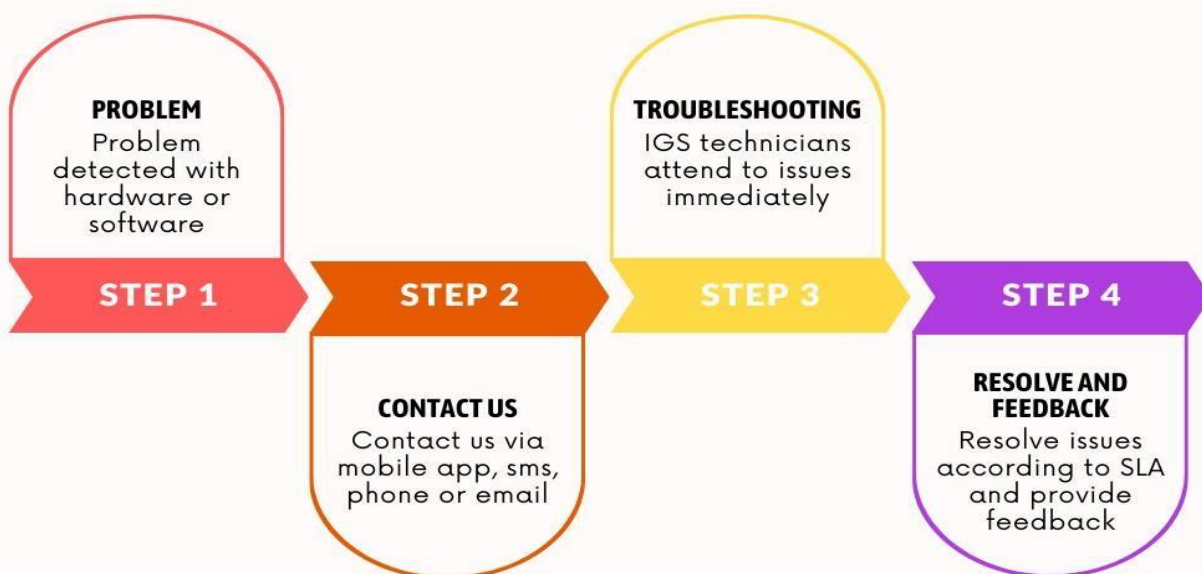 PROBLEM
Problem
detected with
hardware or
software
STEP 1
STEP 2
CONTACT US
Contact us via
mobile app, sms,
phone or email
TROUBLESHOOTING
IGS technicians
attend to issues
immediately
STEP 3
STEP 4
RESOLVE AND
FEEDBACK
Resolve issues
according to SLA
and provide
feedback